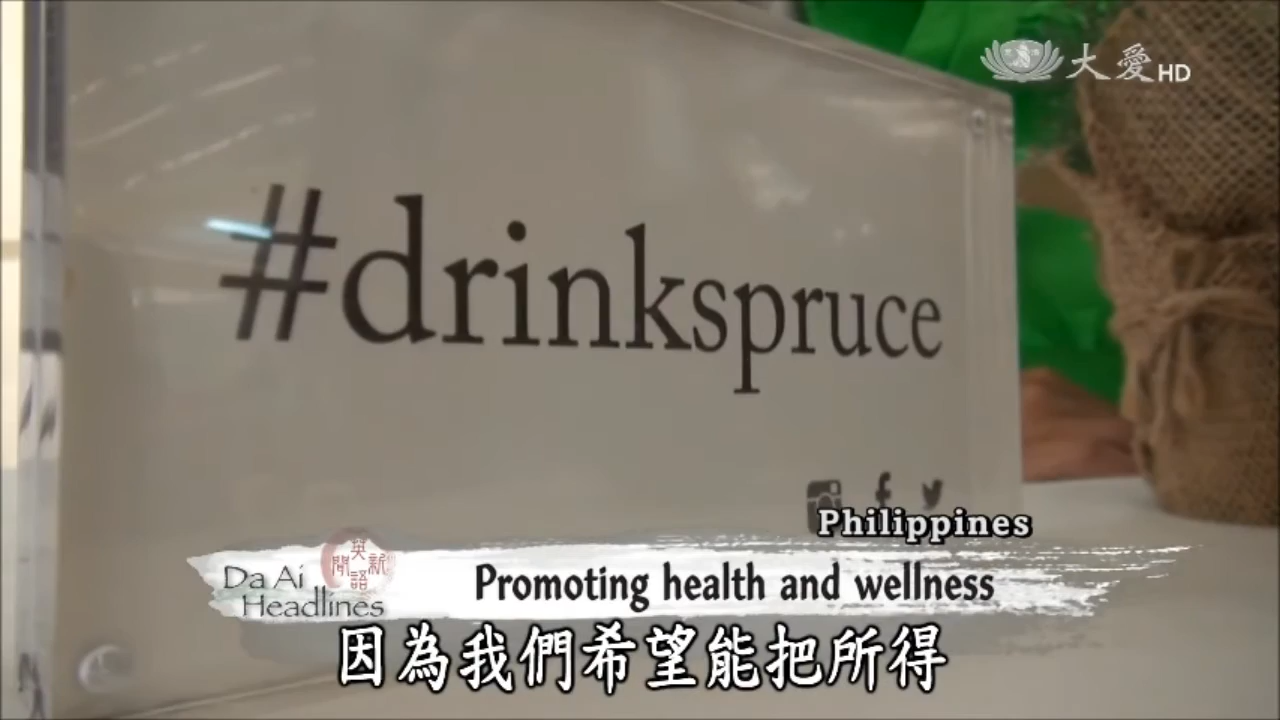 大愛HD
#drinkspruce
Philippines
英語新聞
Da Ai
Headlines
Promoting health and wellness
因為我們希望能把所得